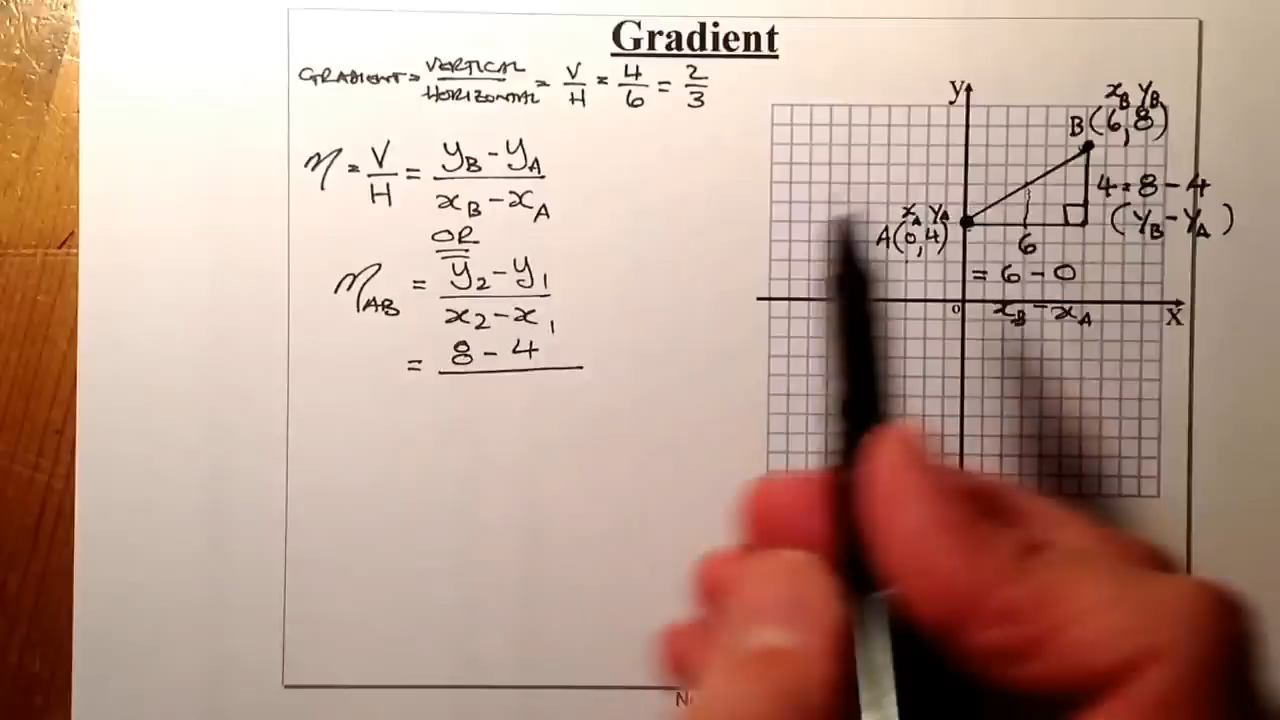 Gradient
GRADIENT = VERTICAL / HORIZONTAL = V / H = 4 / 6 = 2 / 3
m = V / H = y_B - y_A / x_B - x_A
OR
m_AB = y_2 - y_1 / x_2 - x_1
= 8 - 4
y
x_B y_B
B(6,8)
4 = 8 - 4
(y_B - y_A)
x_A y_A
A(0,4)
6
= 6 - 0
x_B - x_A
o
x